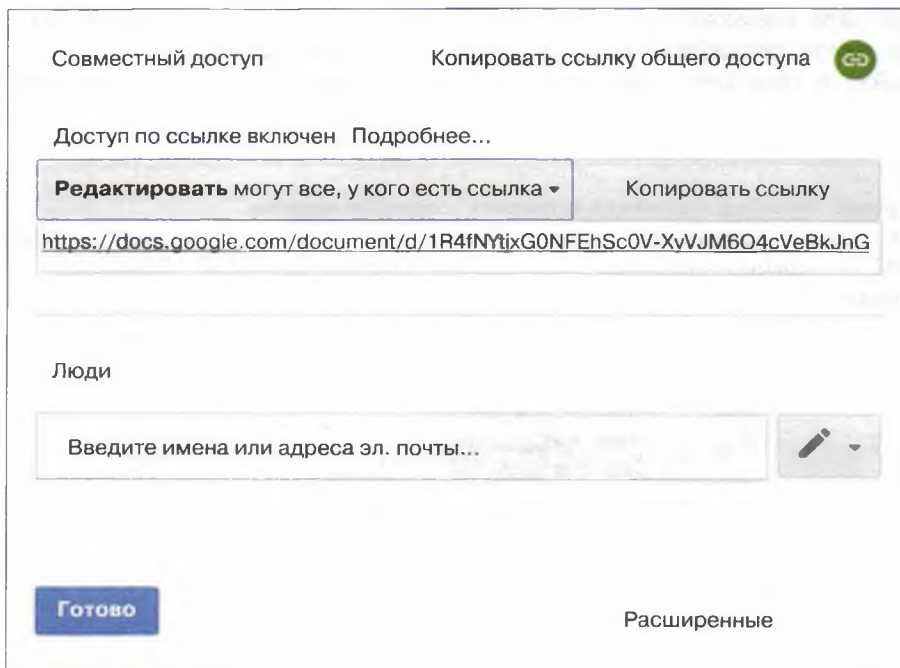 Совместный доступ Копировать ссылку общего доступа
Доступ по ссылке включен Подробнее...
Редактировать могут все, у кого есть ссылка Копировать ссылку
https://docs.google.com/document/d/1R4fNYtjxG0NFEhSc0V-XyVJM6O4cVeBkJnG
Люди
Введите имена или адреса эл. почты...
Готово
Расширенные